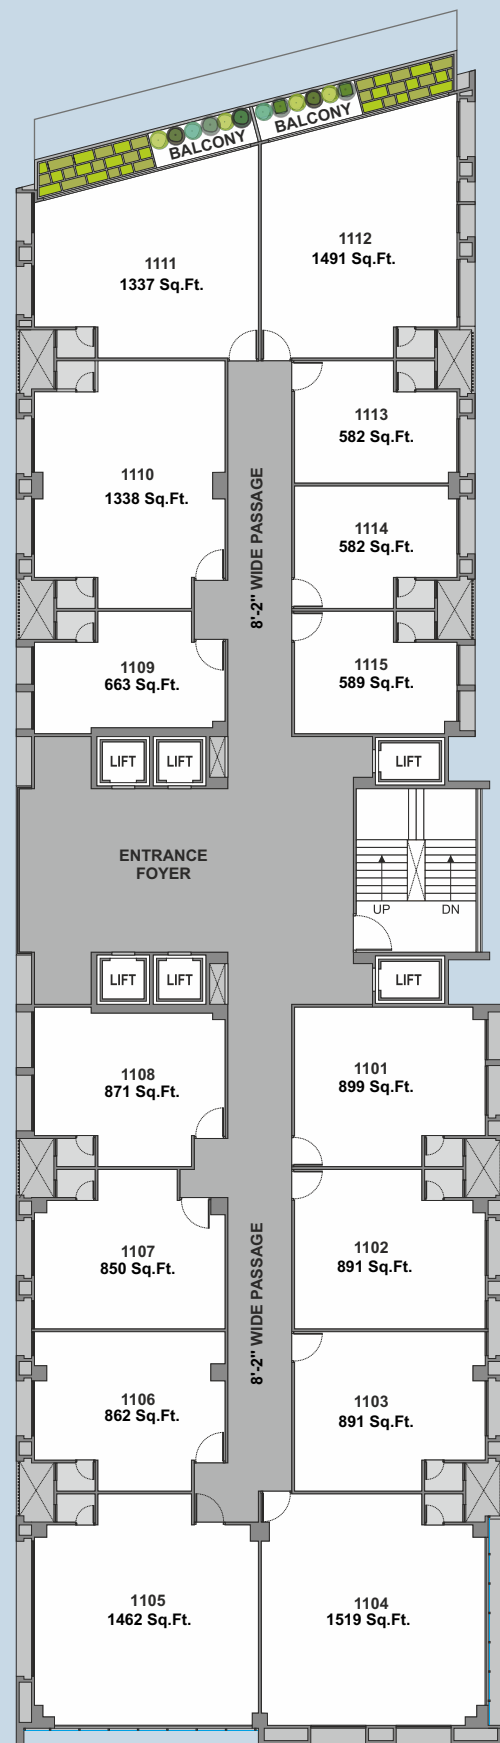 BALCONY
BALCONY
1111
1337 Sq.Ft.
1112
1491 Sq.Ft.
1110
1338 Sq.Ft.
8'-2" WIDE PASSAGE
1113
582 Sq.Ft.
1114
582 Sq.Ft.
1109
663 Sq.Ft.
1115
589 Sq.Ft.
LIFT
LIFT
LIFT
ENTRANCE
FOYER
UP
DN
LIFT
LIFT
LIFT
1108
871 Sq.Ft.
1101
899 Sq.Ft.
1107
850 Sq.Ft.
8'-2" WIDE PASSAGE
1102
891 Sq.Ft.
1106
862 Sq.Ft.
1103
891 Sq.Ft.
1105
1462 Sq.Ft.
1104
1519 Sq.Ft.